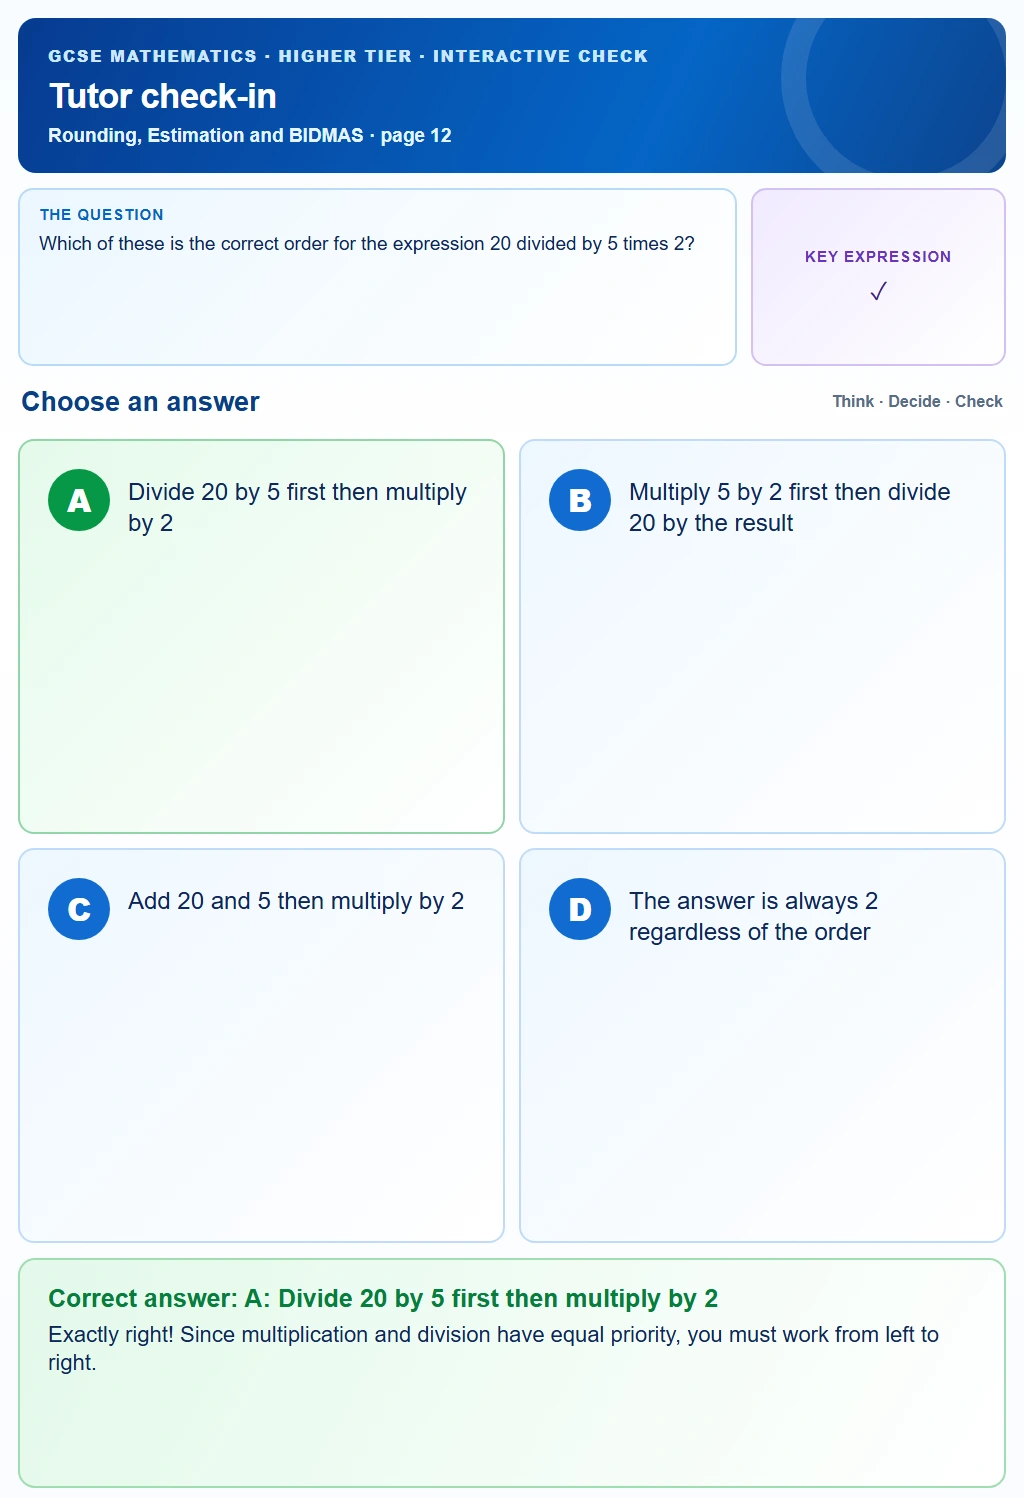 GCSE MATHEMATICS · HIGHER TIER · INTERACTIVE CHECK
Tutor check-in
Rounding, Estimation and BIDMAS · page 12
THE QUESTION
Which of these is the correct order for the expression 20 divided by 5 times 2?
KEY EXPRESSION
✓
Choose an answer
Think · Decide · Check
A
Divide 20 by 5 first then multiply
by 2
B
Multiply 5 by 2 first then divide
20 by the result
C
Add 20 and 5 then multiply by 2
D
The answer is always 2
regardless of the order
Correct answer: A: Divide 20 by 5 first then multiply by 2
Exactly right! Since multiplication and division have equal priority, you must work from left to
right.